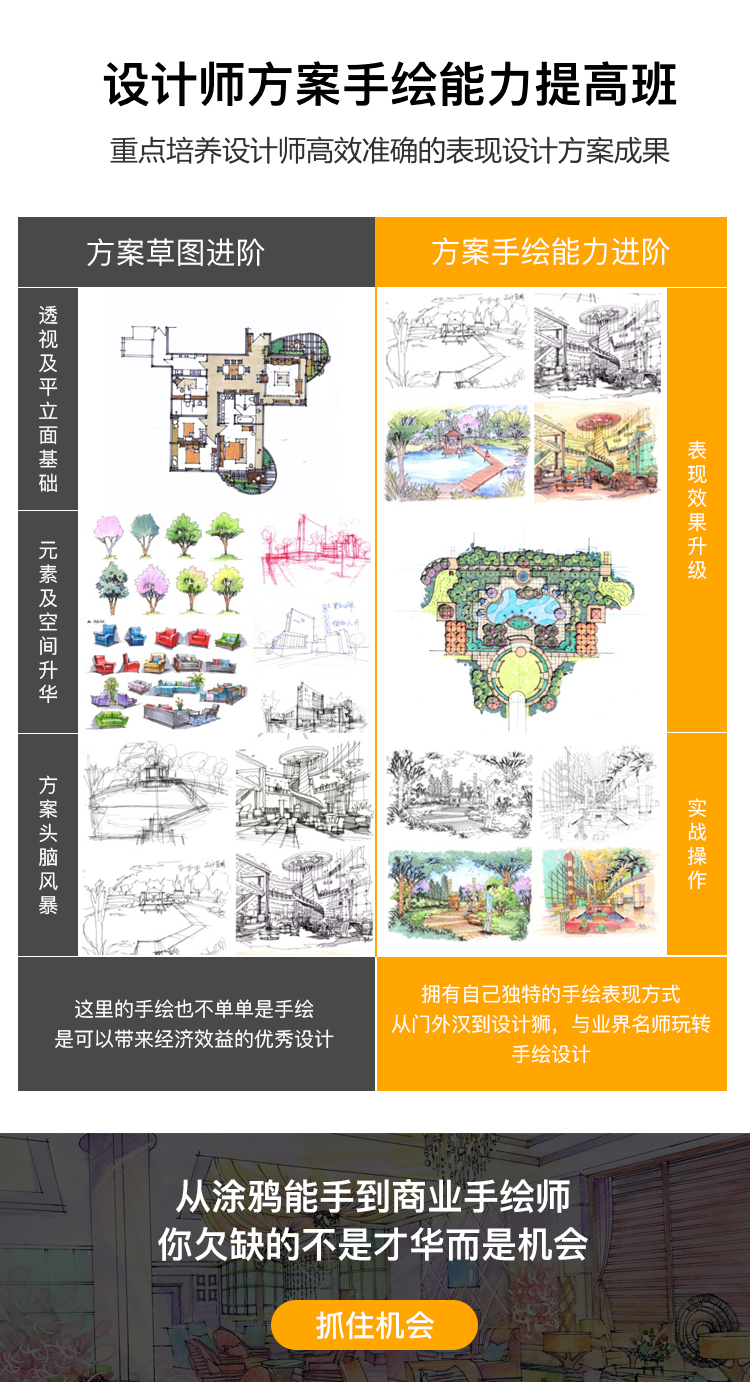 设计师方案手绘能力提高班
重点培养设计师高效准确的表现设计方案成果
方案草图进阶
方案手绘能力进阶
透视及平立面基础
元素及空间升华
方案头脑风暴
表现效果升级
实战操作
这里的手绘也不单单是手绘
是可以带来经济效益的优秀设计
拥有自己独特的手绘表现方式
从门外汉到设计狮，与业界名师玩转
手绘设计
从涂鸦能手到商业手绘师
你欠缺的不是才华而是机会
抓住机会